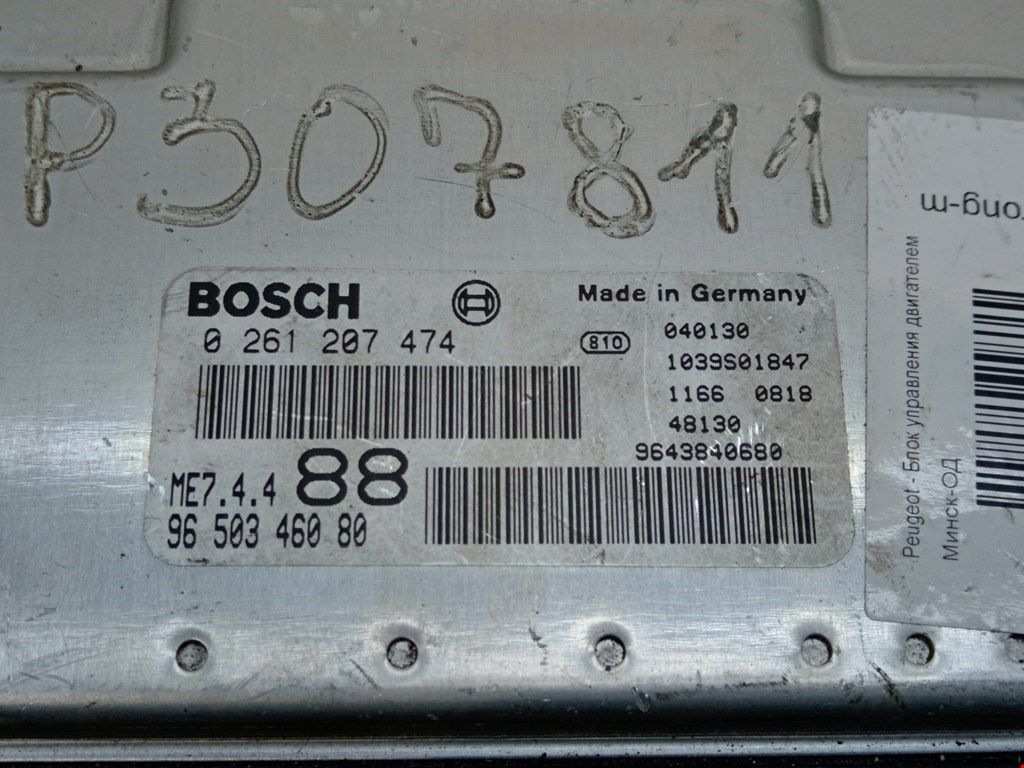 P307811
BOSCH
0 261 207 474
ME7.4.4 88
96 503 460 80
Made in Germany
810
040130
1039S01847
1166 0818
48130
9643840680
Peugeot - Блок управления двигателем
Минск-ОД